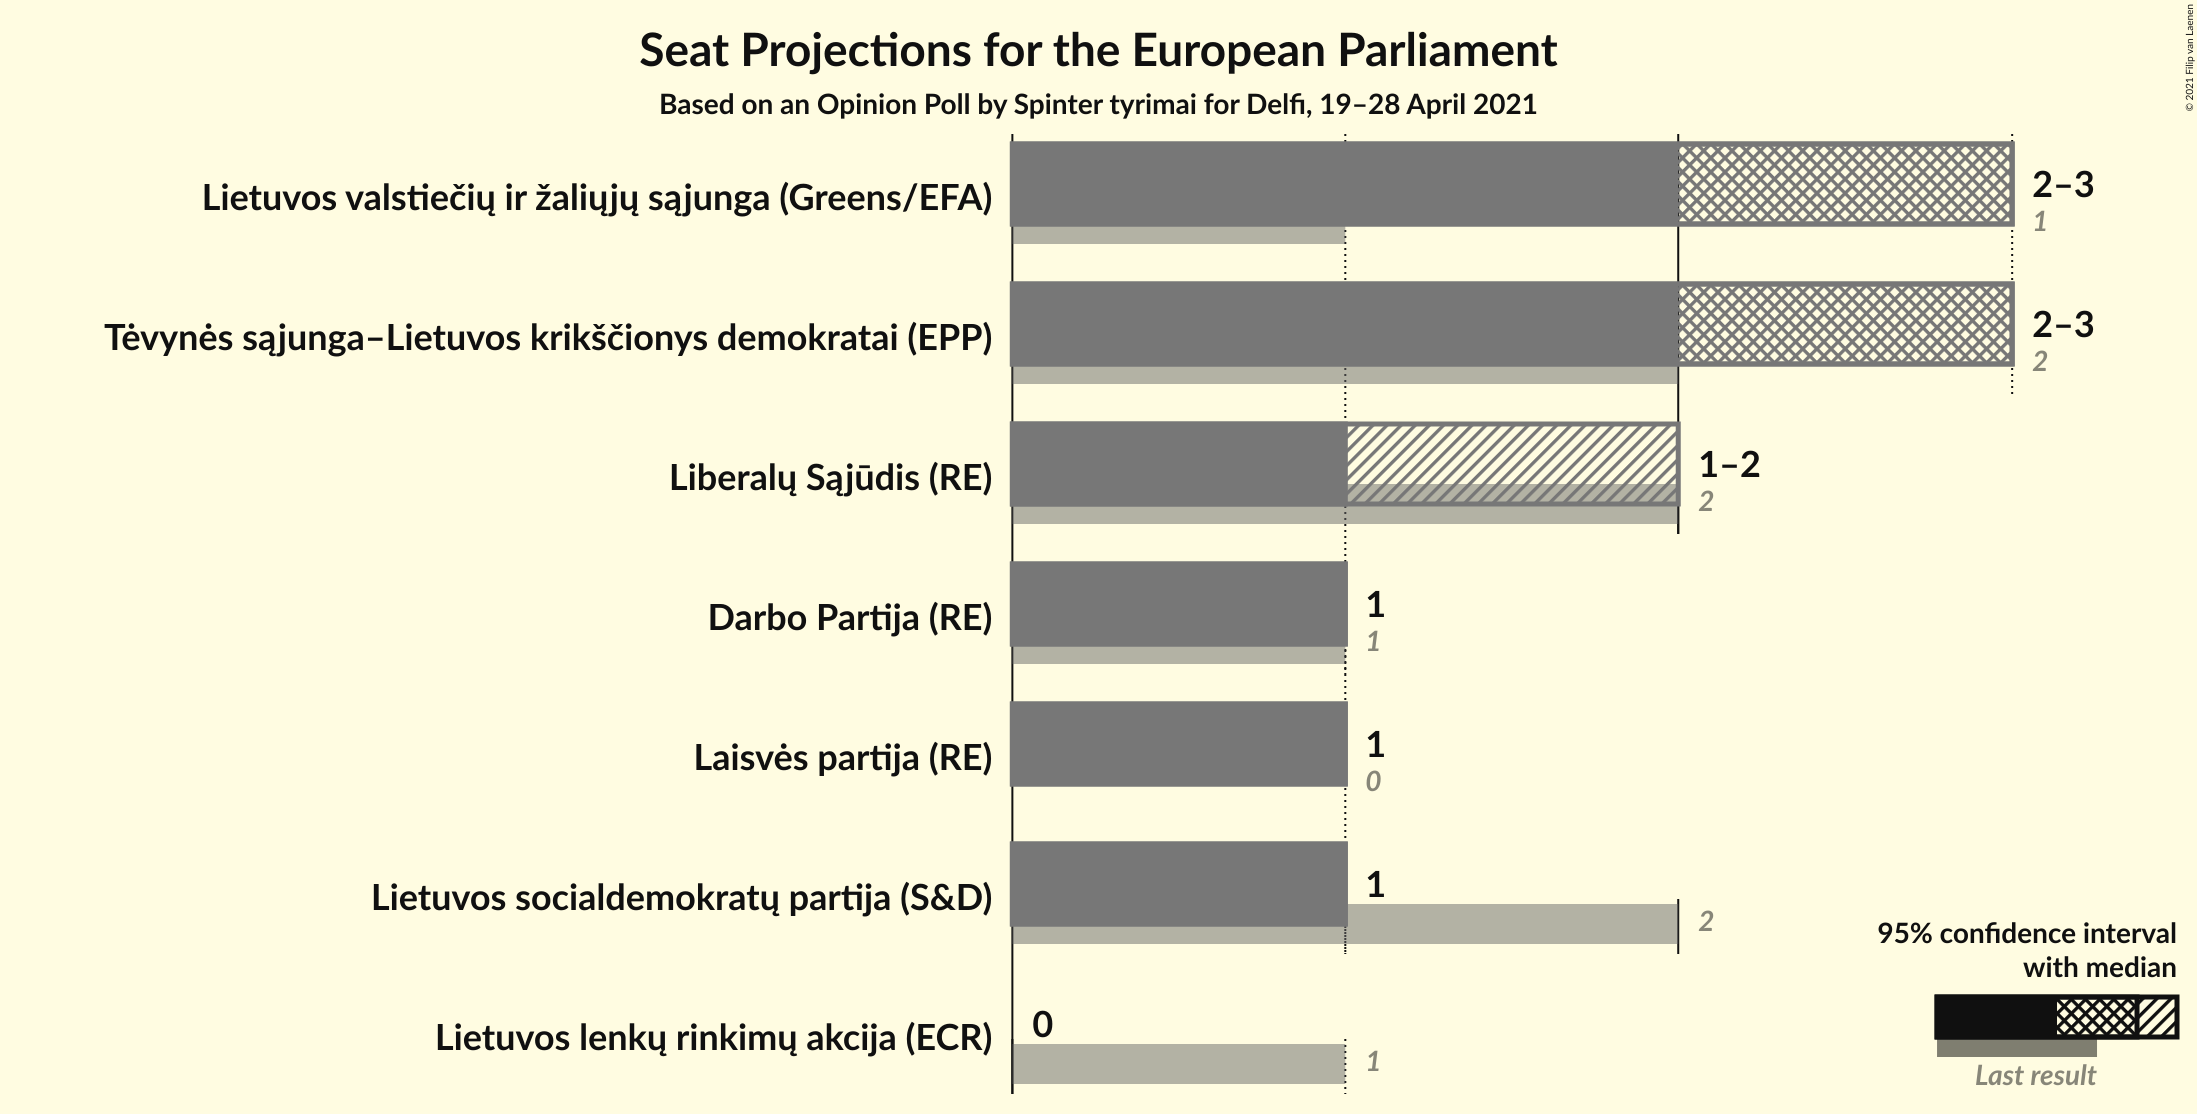 Seat Projections for the European Parliament
Based on an Opinion Poll by Spinter tyrimai for Delfi, 19–28 April 2021
© 2021 Filip van Laenen
Lietuvos valstiečių ir žaliųjų sąjunga (Greens/EFA)
2–3
1
Tėvynės sąjunga–Lietuvos krikščionys demokratai (EPP)
2–3
2
Liberalų Sąjūdis (RE)
1–2
2
Darbo Partija (RE)
1
1
Laisvės partija (RE)
1
0
Lietuvos socialdemokratų partija (S&D)
1
2
Lietuvos lenkų rinkimų akcija (ECR)
0
1
95% confidence interval
with median
Last result